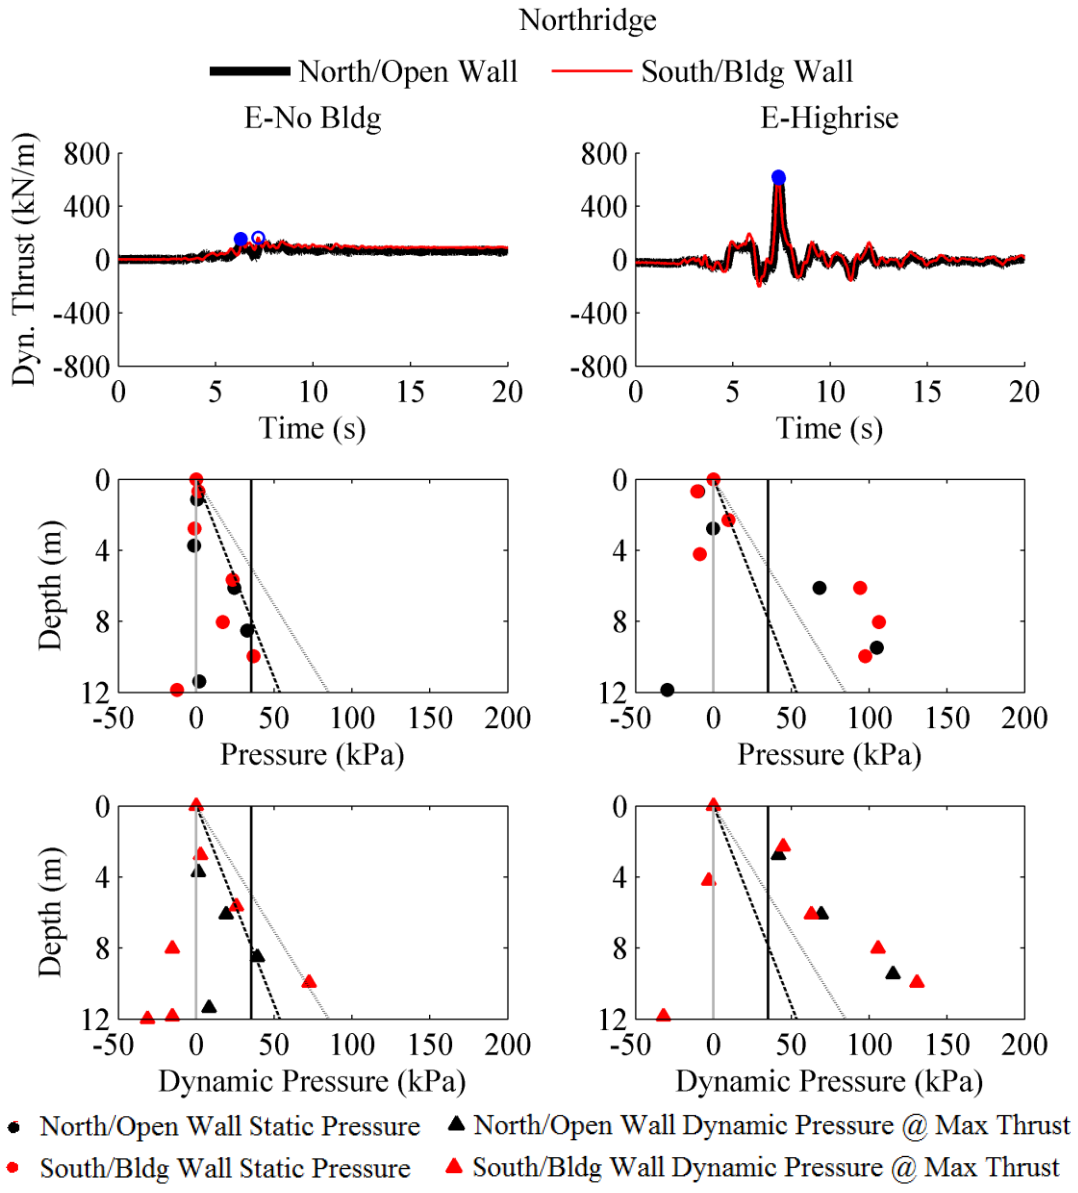 Northridge
North/Open Wall South/Bldg Wall
E-No Bldg E-Highrise
Dyn. Thrust (kN/m)
800
400
0
-400
-800
0 5 10 15 20
Time (s)
800
400
0
-400
-800
0 5 10 15 20
Time (s)
Depth (m)
0
4
8
12
-50 0 50 100 150 200
Pressure (kPa)
0
4
8
12
-50 0 50 100 150 200
Pressure (kPa)
Depth (m)
0
4
8
12
-50 0 50 100 150 200
Dynamic Pressure (kPa)
0
4
8
12
-50 0 50 100 150 200
Dynamic Pressure (kPa)
North/Open Wall Static Pressure North/Open Wall Dynamic Pressure @ Max Thrust
South/Bldg Wall Static Pressure South/Bldg Wall Dynamic Pressure @ Max Thrust